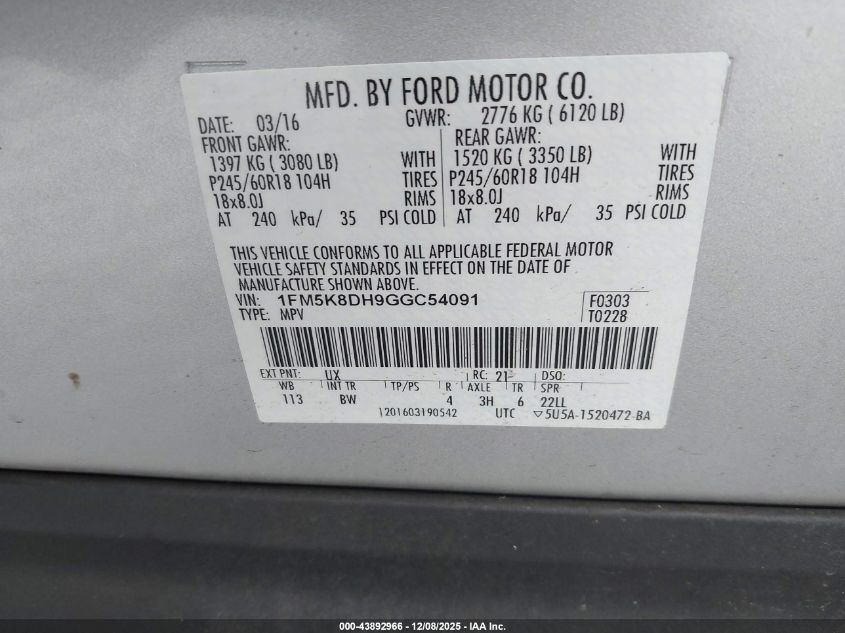 MFD. BY FORD MOTOR CO.
DATE: 03/16 GVWR: 2776 KG ( 6120 LB)
FRONT GAWR: REAR GAWR:
1397 KG ( 3080 LB) WITH 1520 KG ( 3350 LB) WITH
P245/60R18 104H TIRES P245/60R18 104H TIRES
18x8.0J RIMS 18x8.0J RIMS
AT 240 kPa/ 35 PSI COLD AT 240 kPa/ 35 PSI COLD
THIS VEHICLE CONFORMS TO ALL APPLICABLE FEDERAL MOTOR
VEHICLE SAFETY STANDARDS IN EFFECT ON THE DATE OF
MANUFACTURE SHOWN ABOVE.
VIN: 1FM5K8DH9GGC54091 F0303
TYPE: MPV T0228
EXT PNT: UX RC: 21 DSO:
WB INT TR TP/PS R AXLE TR SPR
113 BW 4 3H 6 22LL
1201603190542 UTC ▽5U5A-1520472-BA
000-43892966 - 12/08/2025 - IAA Inc.